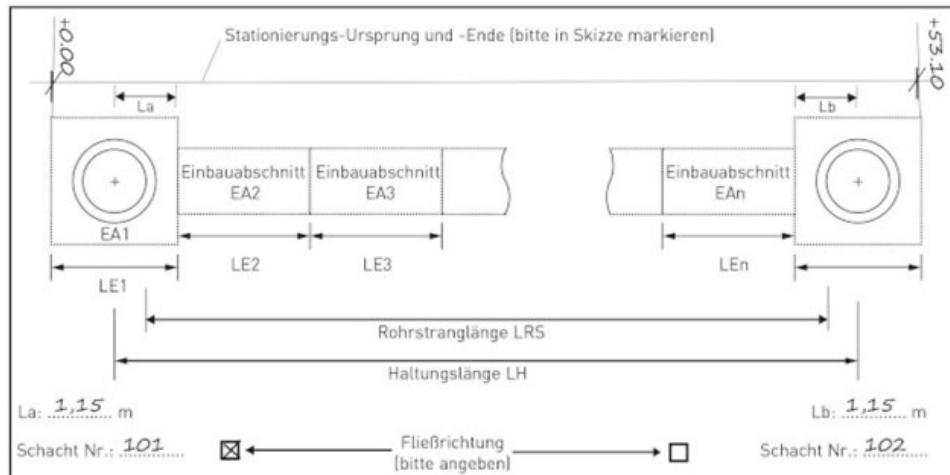 +0.00
+53.10
Stationierungs-Ursprung und -Ende (bitte in Skizze markieren)
La
Lb
Einbauabschnitt
EA2
Einbauabschnitt
EA3
Einbauabschnitt
EAn
EA1
LE1
LE2
LE3
LEn
Rohrstranglänge LRS
Haltungslänge LH
La: 1,15 m
Lb: 1,15 m
Schacht Nr.: 101
Fließrichtung
(bitte angeben)
Schacht Nr.: 102